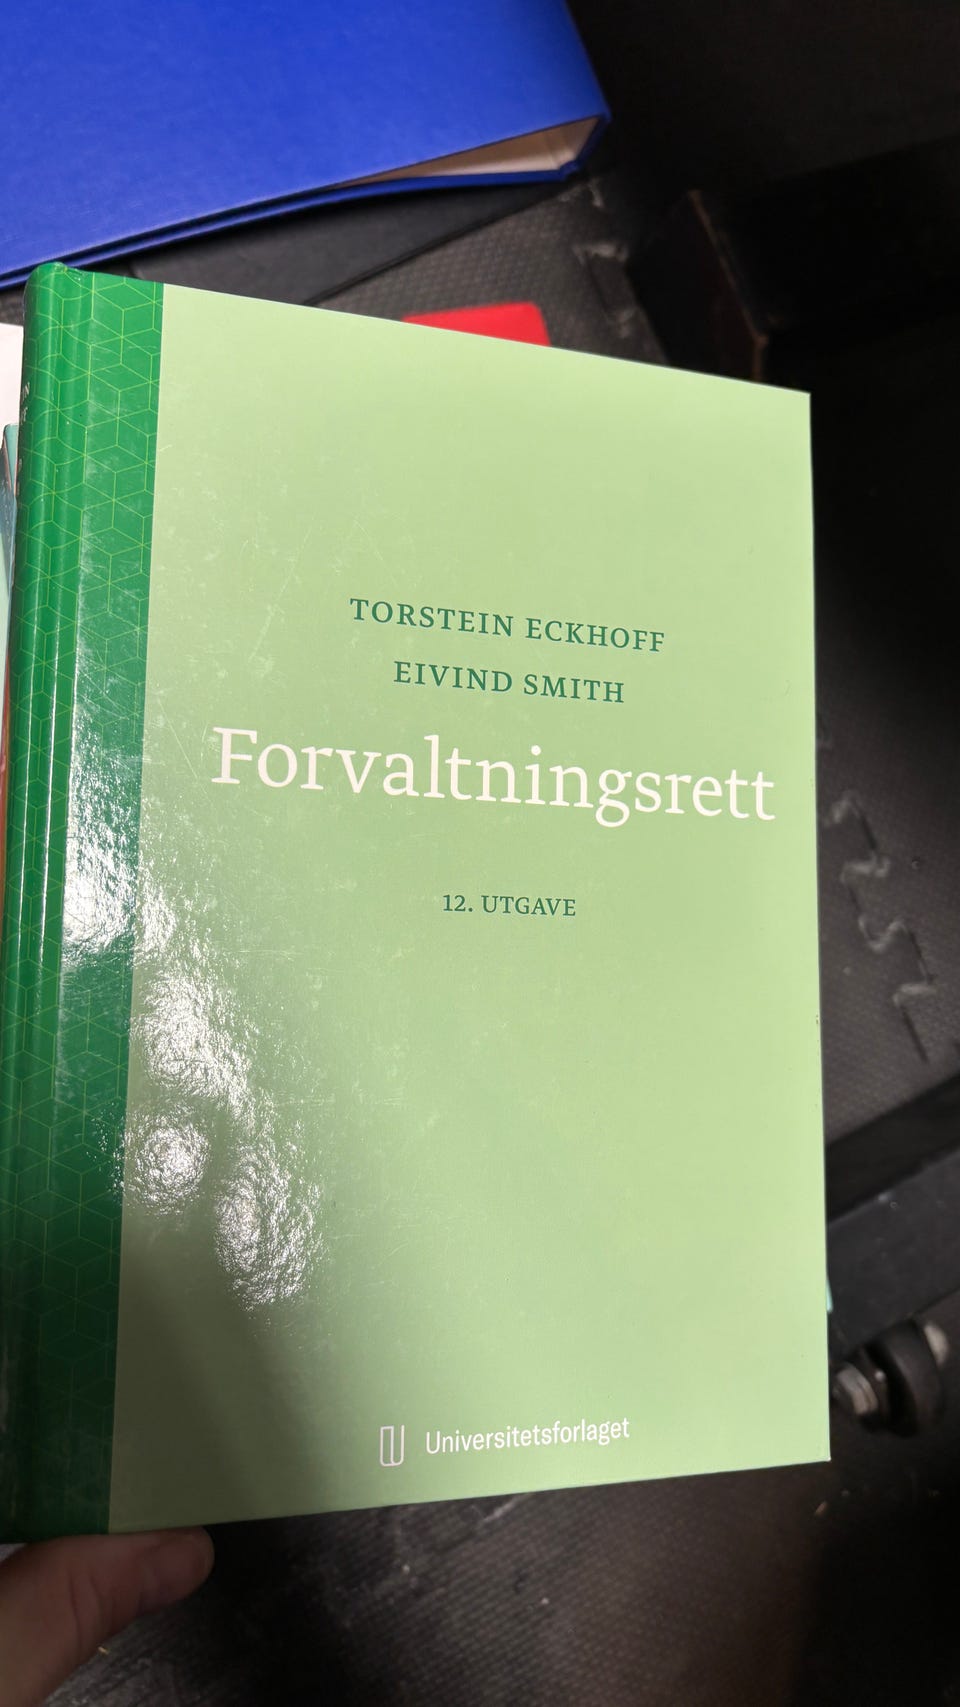 TORSTEIN ECKHOFF
EIVIND SMITH
Forvaltningsrett
12. UTGAVE
Universitetsforlaget